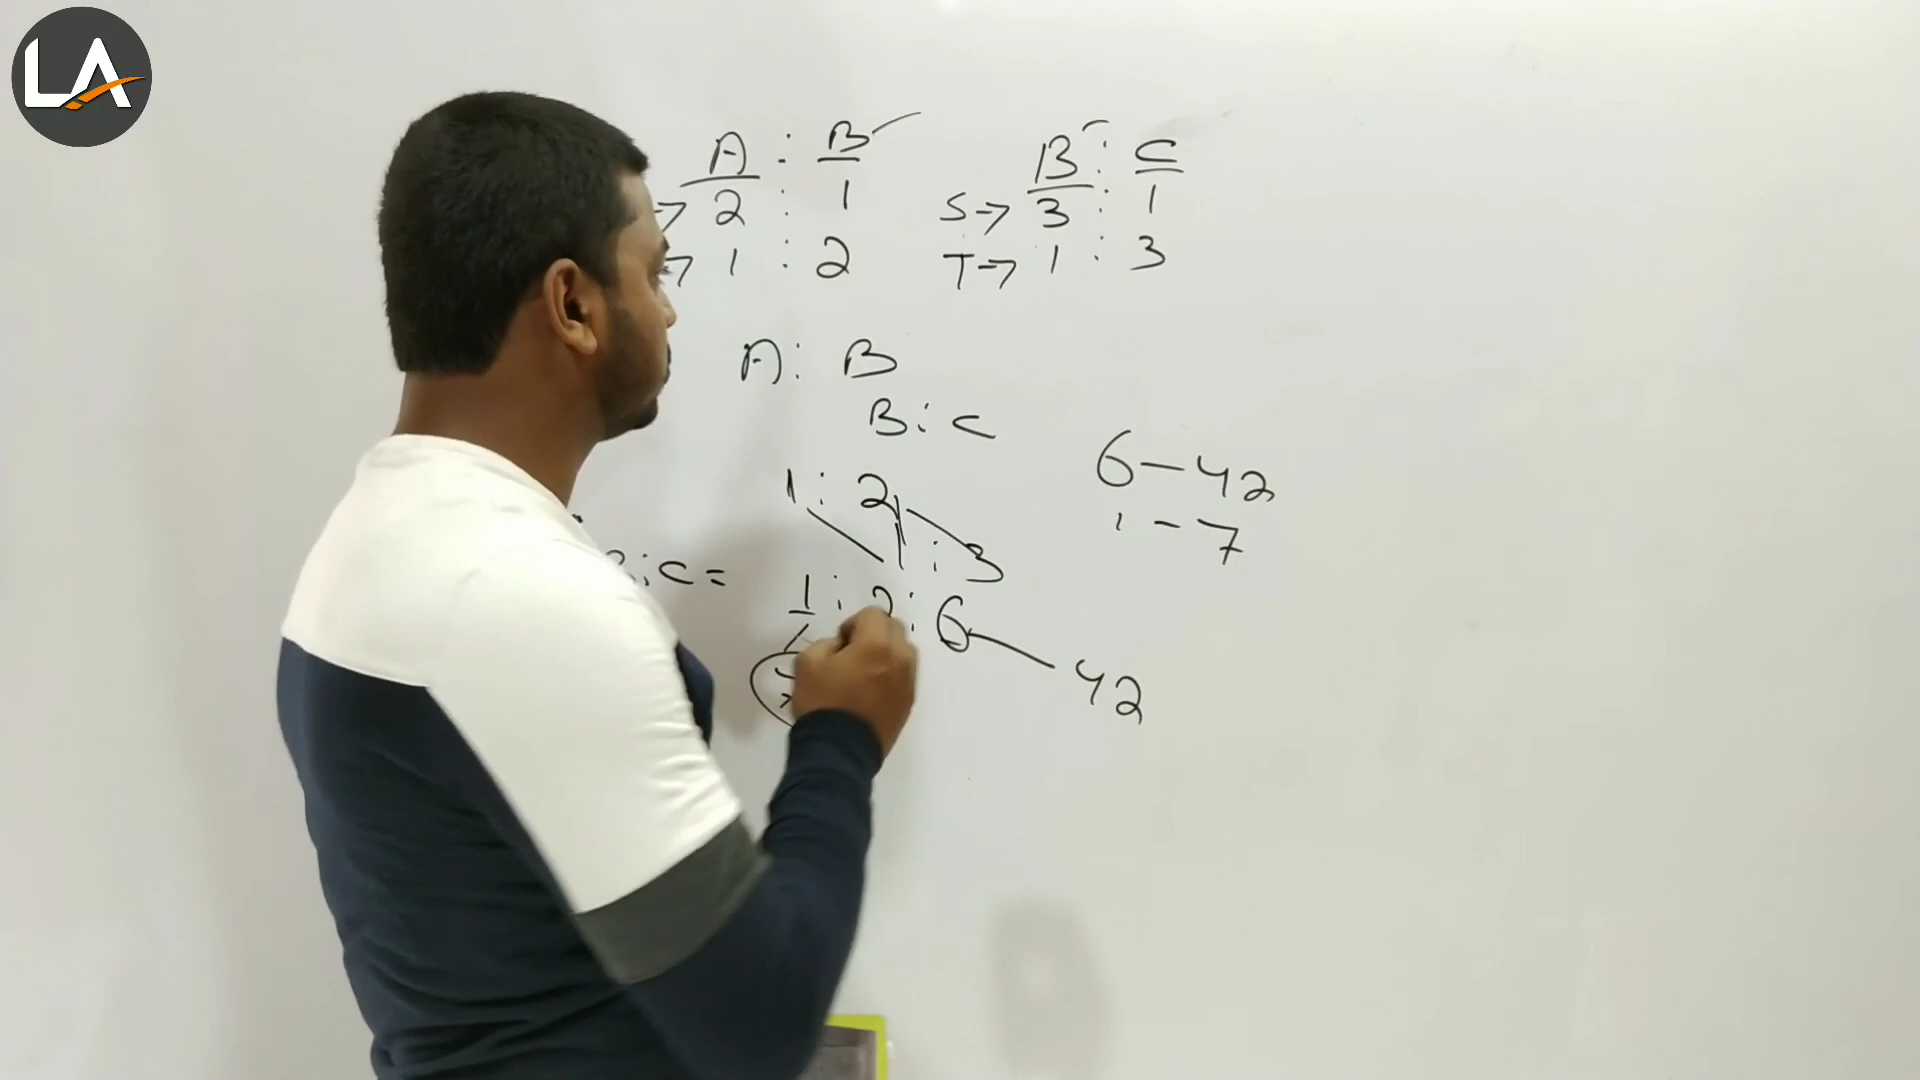 LA
A : B
B : C
→ 2 : 1
S → 3 : 1
→ 1 : 2
T → 1 : 3
A : B
B : C
6 — 42
1 : 2
1 - 7
1 : 3
: C =
1 : 2 : 6 — 42